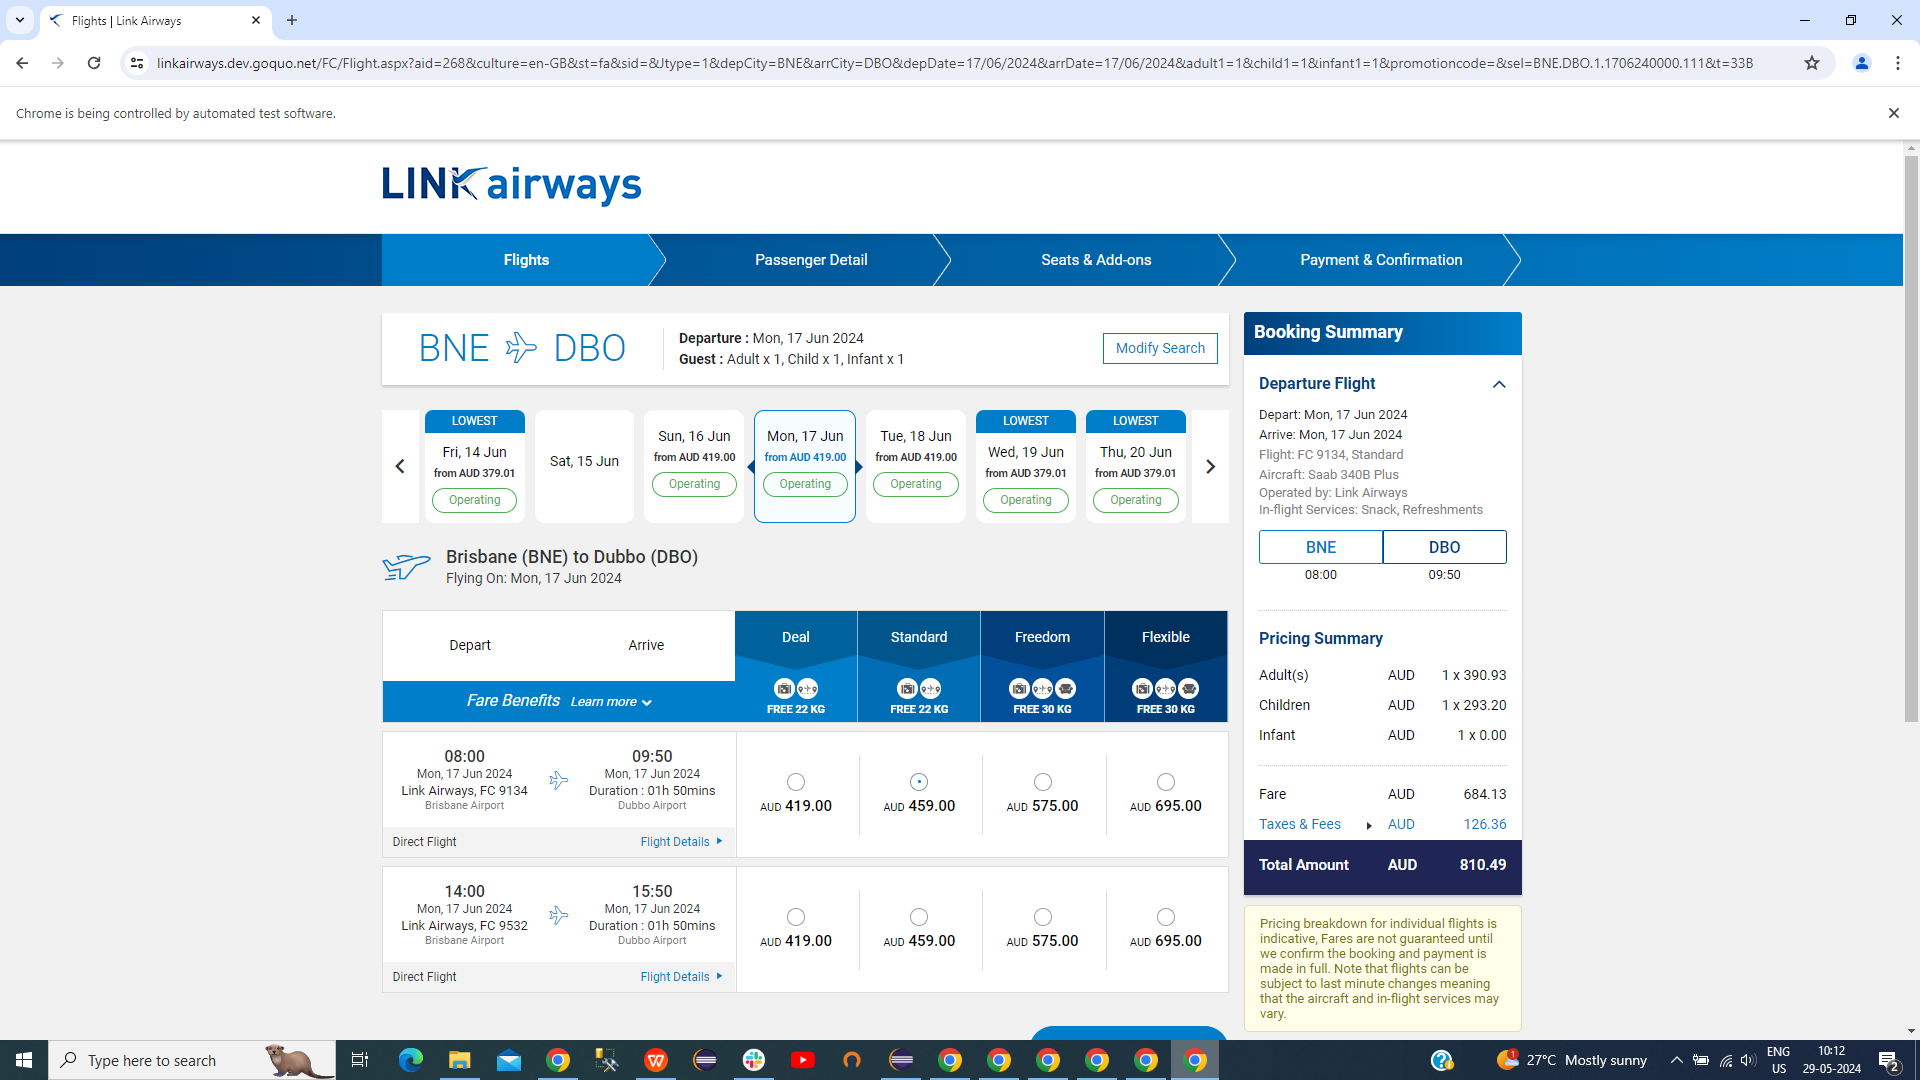 Flights | Link Airways
linkairways.dev.goquo.net/FC/Flight.aspx?aid=268&culture=en-GB&st=fa&sid=&Jtype=1&depCity=BNE&arrCity=DBO&depDate=17/06/2024&arrDate=17/06/2024&adult1=1&child1=1&infant1=1&promotioncode=&sel=BNE.DBO.1.1706240000.111&t=33B
Chrome is being controlled by automated test software.
LINK airways
Flights
Passenger Detail
Seats & Add-ons
Payment & Confirmation
BNE DBO
Departure : Mon, 17 Jun 2024
Guest : Adult x 1, Child x 1, Infant x 1
Modify Search
LOWEST
Fri, 14 Jun
from AUD 379.01
Operating
Sat, 15 Jun
Sun, 16 Jun
from AUD 419.00
Operating
Mon, 17 Jun
from AUD 419.00
Operating
Tue, 18 Jun
from AUD 419.00
Operating
LOWEST
Wed, 19 Jun
from AUD 379.01
Operating
LOWEST
Thu, 20 Jun
from AUD 379.01
Operating
Brisbane (BNE) to Dubbo (DBO)
Flying On: Mon, 17 Jun 2024
Depart Arrive
Fare Benefits Learn more
Deal
FREE 22 KG
Standard
FREE 22 KG
Freedom
FREE 30 KG
Flexible
FREE 30 KG
08:00
Mon, 17 Jun 2024
Link Airways, FC 9134
Brisbane Airport
09:50
Mon, 17 Jun 2024
Duration : 01h 50mins
Dubbo Airport
AUD 419.00
AUD 459.00
AUD 575.00
AUD 695.00
Direct Flight
Flight Details
14:00
Mon, 17 Jun 2024
Link Airways, FC 9532
Brisbane Airport
15:50
Mon, 17 Jun 2024
Duration : 01h 50mins
Dubbo Airport
AUD 419.00
AUD 459.00
AUD 575.00
AUD 695.00
Direct Flight
Flight Details
Booking Summary
Departure Flight
Depart: Mon, 17 Jun 2024
Arrive: Mon, 17 Jun 2024
Flight: FC 9134, Standard
Aircraft: Saab 340B Plus
Operated by: Link Airways
In-flight Services: Snack, Refreshments
BNE DBO
08:00 09:50
Pricing Summary
Adult(s) AUD 1 x 390.93
Children AUD 1 x 293.20
Infant AUD 1 x 0.00
Fare AUD 684.13
Taxes & Fees AUD 126.36
Total Amount AUD 810.49
Pricing breakdown for individual flights is
indicative, Fares are not guaranteed until
we confirm the booking and payment is
made in full. Note that flights can be
subject to last minute changes meaning
that the aircraft and in-flight services may
vary.
Type here to search
1
27°C Mostly sunny
ENG
US
10:12
29-05-2024
2